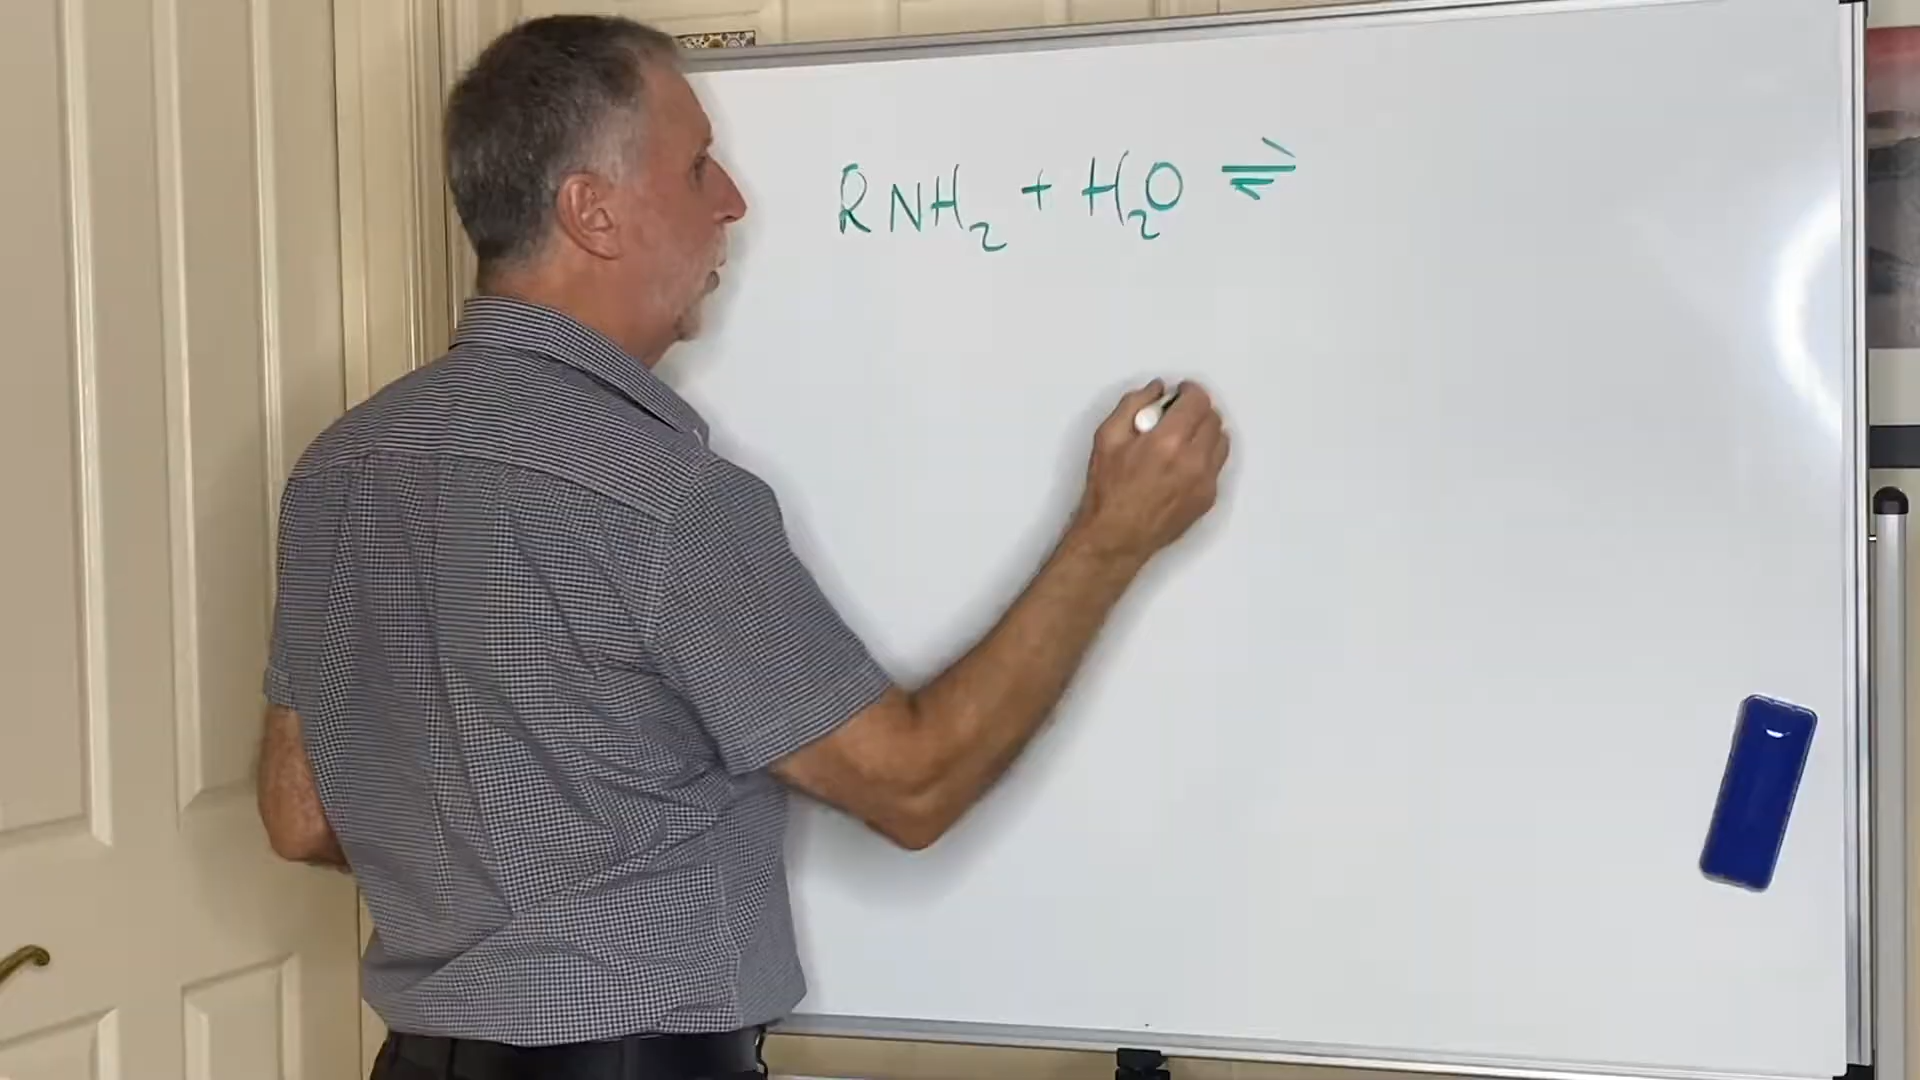 RNH₂ + H₂O ⇌